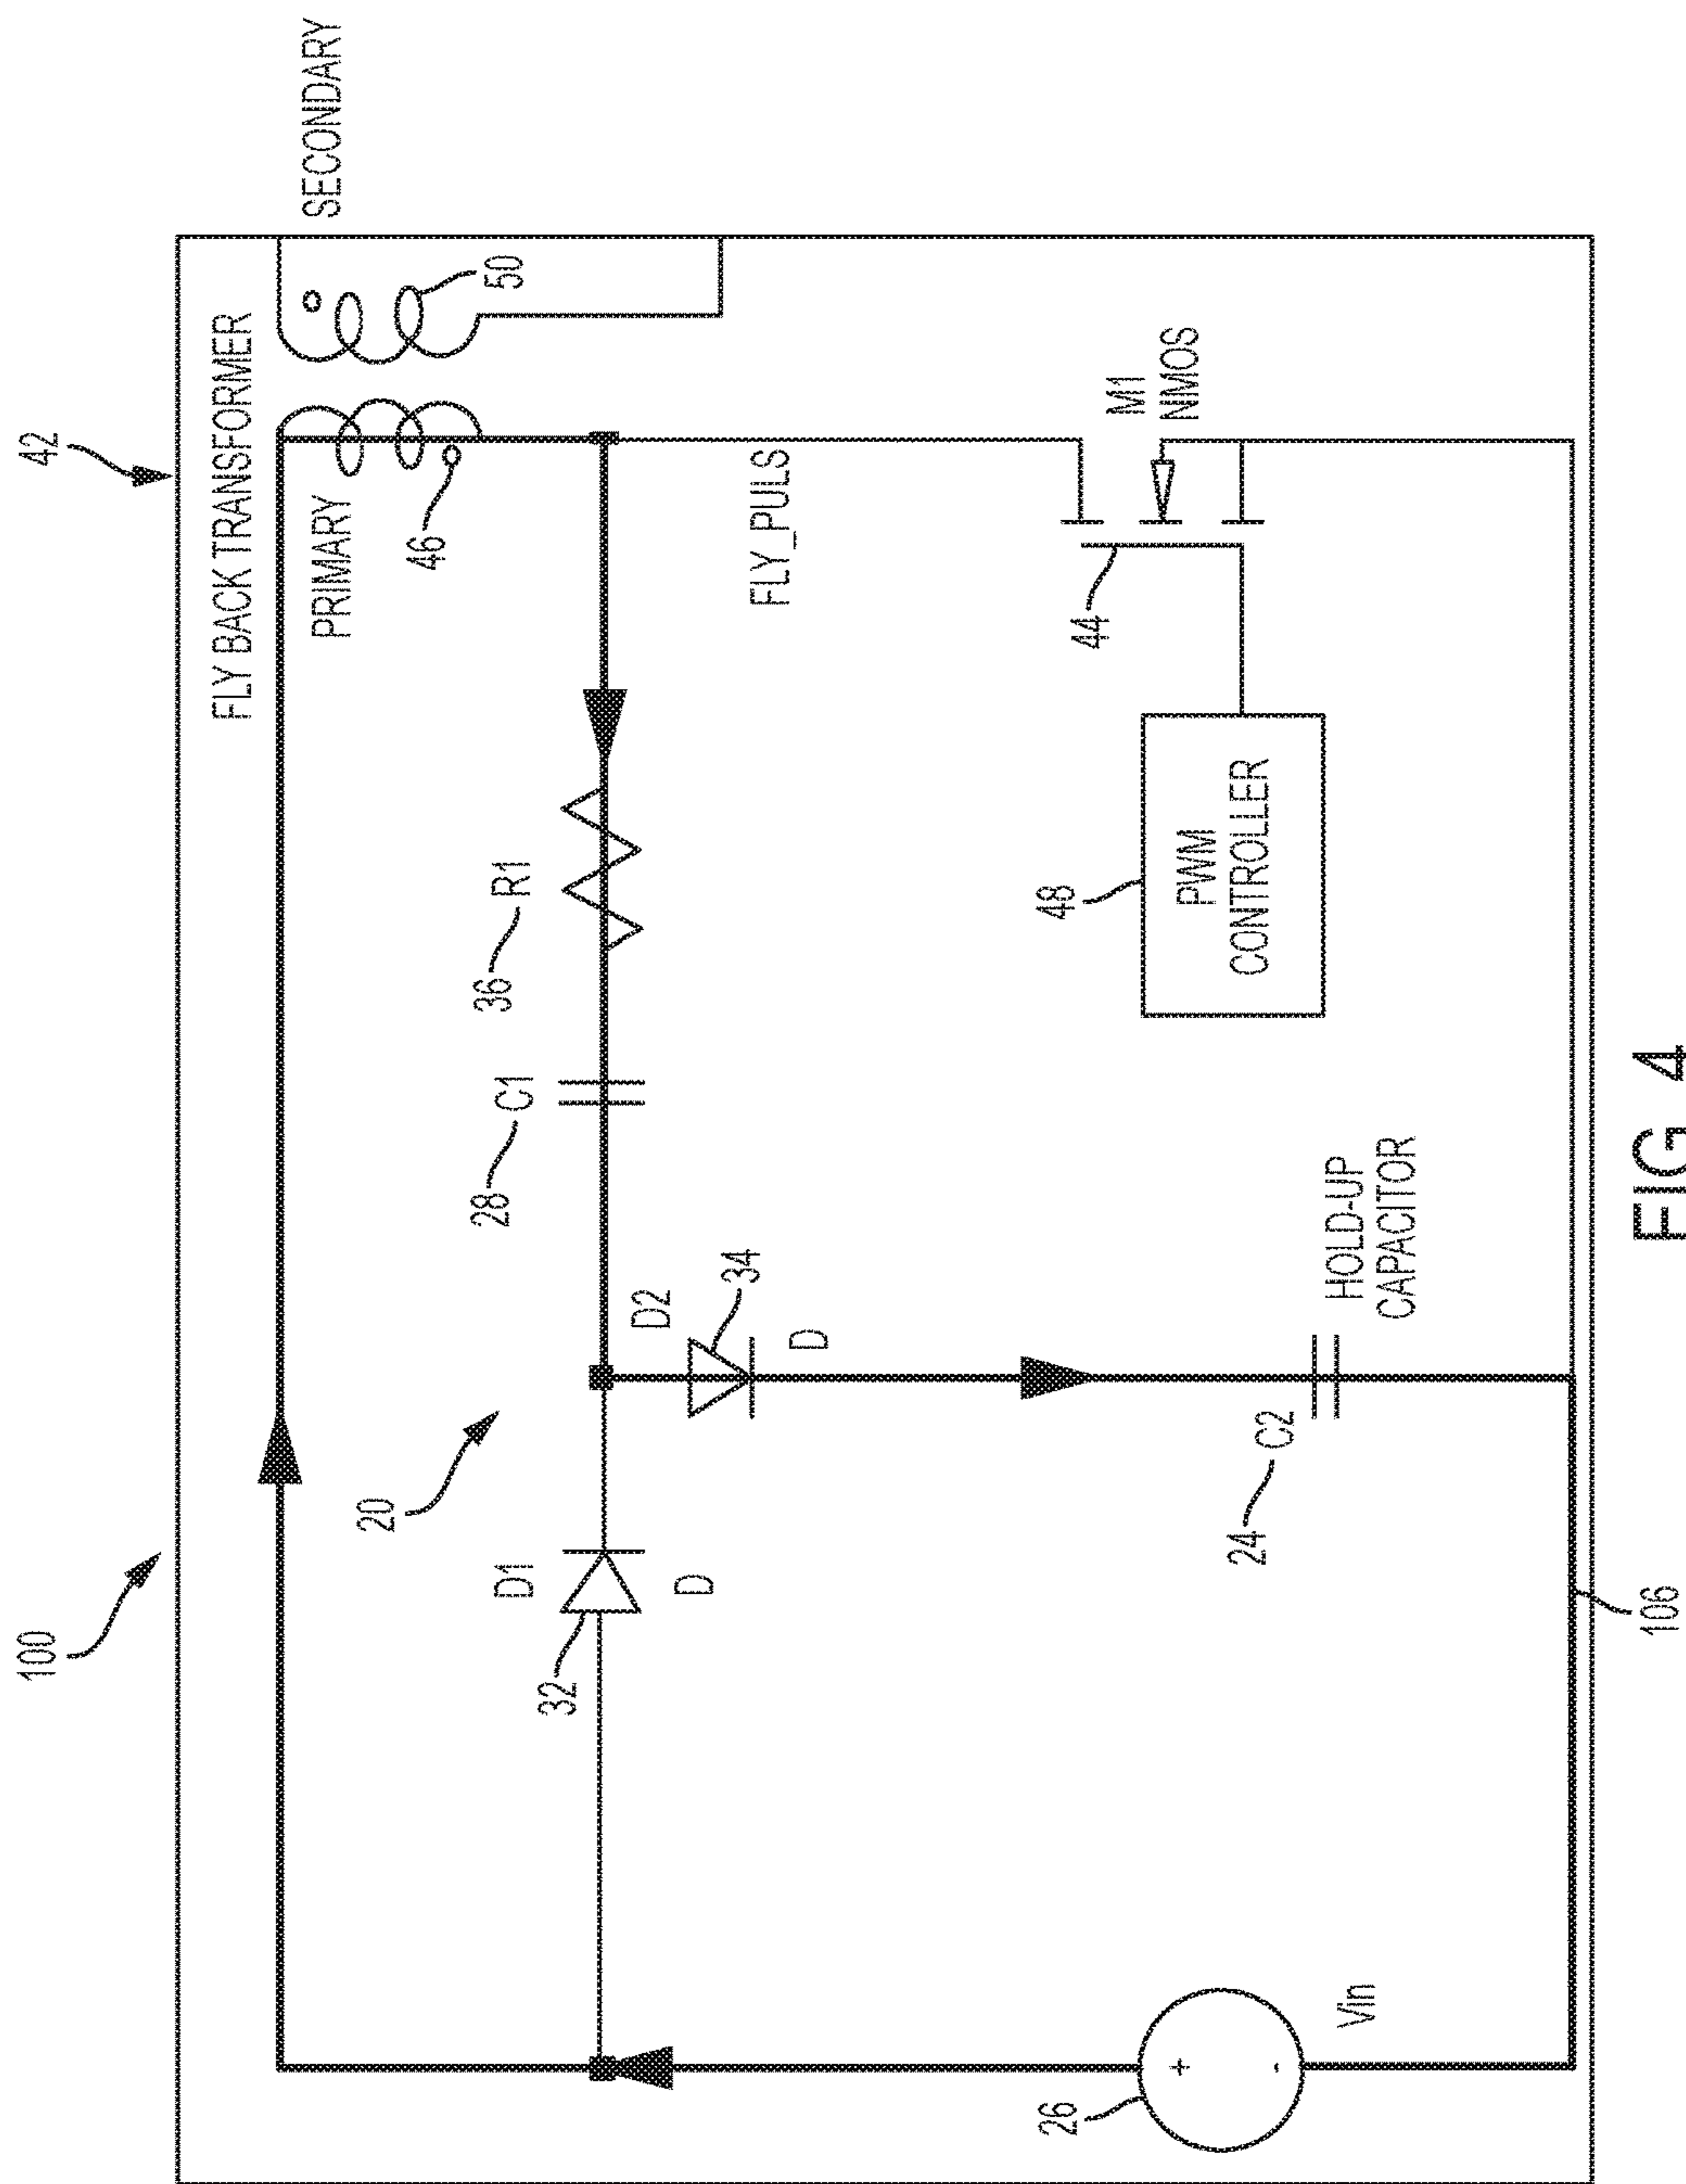 100
42
SECONDARY
FLY BACK TRANSFORMER
PRIMARY
46
50
20
36
R1
28
C1
D1
D
32
D2
34
D
FLY_PULS
M1
NMOS
44
48
PWM
CONTROLLER
24
C2
HOLD-UP
CAPACITOR
26
+
-
Vin
106
FIG. 4